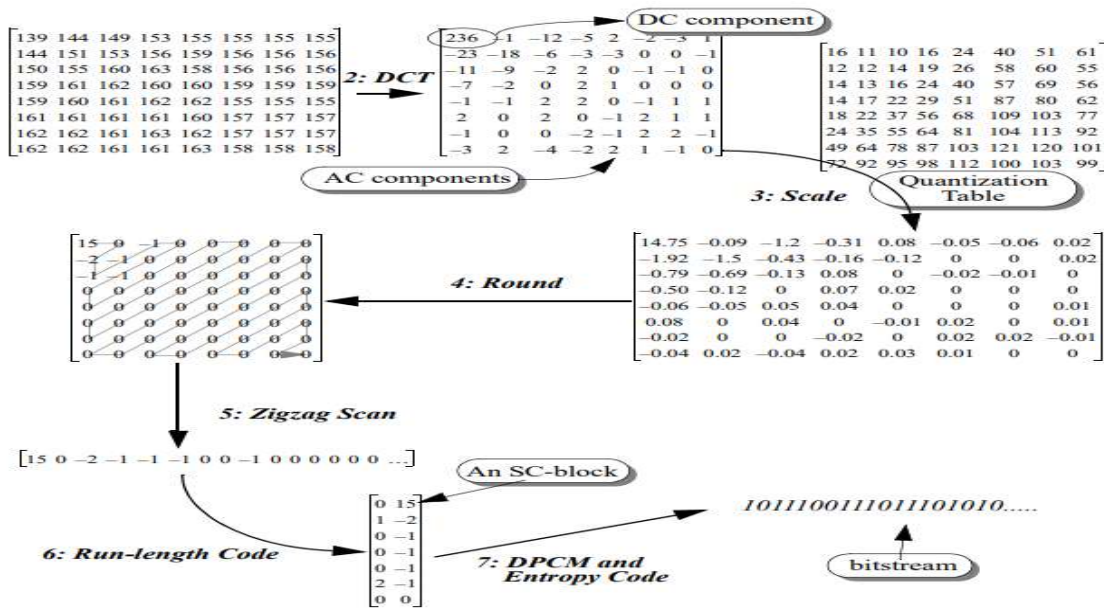 139 144 149 153 155 155 155 155
144 151 153 156 159 156 156 156
150 155 160 163 158 156 156 156
159 161 162 160 160 159 159 159
159 160 161 162 162 155 155 155
161 161 161 161 160 157 157 157
162 162 161 163 162 157 157 157
162 162 161 161 163 158 158 158
2: DCT
DC component
236 –1 –12 –5 2 –2 –3 1
–23 –18 –6 –3 –3 0 0 –1
–11 –9 –2 2 0 –1 –1 0
–7 –2 0 2 1 0 0 0
–1 –1 2 2 0 –1 1 1
2 0 2 0 –1 2 1 1
–1 0 0 –2 –1 2 2 –1
–3 2 –4 –2 2 1 –1 0
AC components
16 11 10 16 24 40 51 61
12 12 14 19 26 58 60 55
14 13 16 24 40 57 69 56
14 17 22 29 51 87 80 62
18 22 37 56 68 109 103 77
24 35 55 64 81 104 113 92
49 64 78 87 103 121 120 101
72 92 95 98 112 100 103 99
Quantization
Table
3: Scale
14.75 –0.09 –1.2 –0.31 0.08 –0.05 –0.06 0.02
–1.92 –1.5 –0.43 –0.16 –0.12 0 0 0.02
–0.79 –0.69 –0.13 0.08 0 –0.02 –0.01 0
–0.50 –0.12 0 0.07 0.02 0 0 0
–0.06 –0.05 0.05 0.04 0 0 0 0.01
0.08 0 0.04 0 –0.01 0.02 0 0.01
–0.02 0 0 –0.02 0 0.02 0.02 –0.01
–0.04 0.02 –0.04 0.02 0.03 0.01 0 0
4: Round
15 0 –1 0 0 0 0 0
–2 –1 0 0 0 0 0 0
–1 –1 0 0 0 0 0 0
0 0 0 0 0 0 0 0
0 0 0 0 0 0 0 0
0 0 0 0 0 0 0 0
0 0 0 0 0 0 0 0
0 0 0 0 0 0 0 0
5: Zigzag Scan
[15 0 –2 –1 –1 –1 0 0 –1 0 0 0 0 0 0 ...]
An SC-block
0 15
1 –2
0 –1
0 –1
0 –1
2 –1
0 0
6: Run-length Code
7: DPCM and
Entropy Code
1011100111011101010.....
bitstream